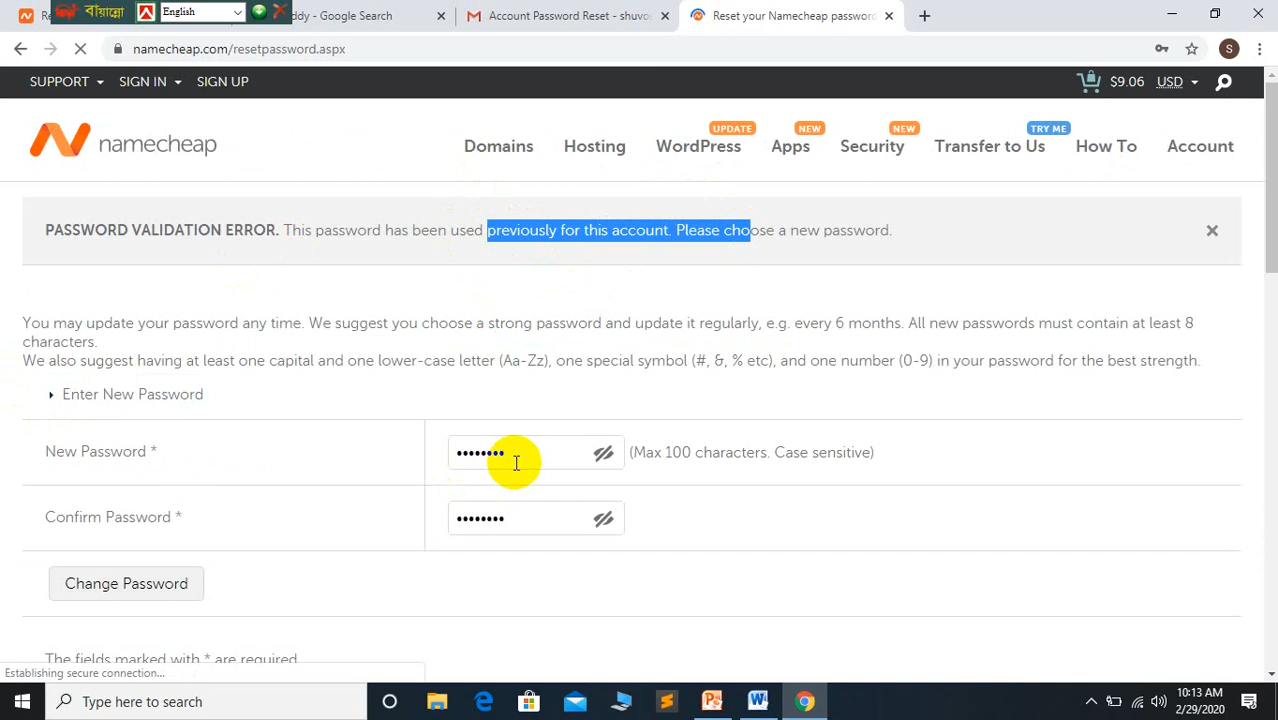 বায়ান্নো English
ddy - Google Search
Account Password Reset - shuvo
Reset your Namecheap password
namecheap.com/resetpassword.aspx
S
SUPPORT SIGN IN SIGN UP $9.06 USD
UPDATE NEW NEW TRY ME
namecheap Domains Hosting WordPress Apps Security Transfer to Us How To Account
PASSWORD VALIDATION ERROR. This password has been used previously for this account. Please choose a new password.
You may update your password any time. We suggest you choose a strong password and update it regularly, e.g. every 6 months. All new passwords must contain at least 8
characters.
We also suggest having at least one capital and one lower-case letter (Aa-Zz), one special symbol (#, &, % etc), and one number (0-9) in your password for the best strength.
Enter New Password
New Password * •••••••• (Max 100 characters. Case sensitive)
Confirm Password * ••••••••
Change Password
The fields marked with * are required
Establishing secure connection...
Type here to search
10:13 AM
2/29/2020